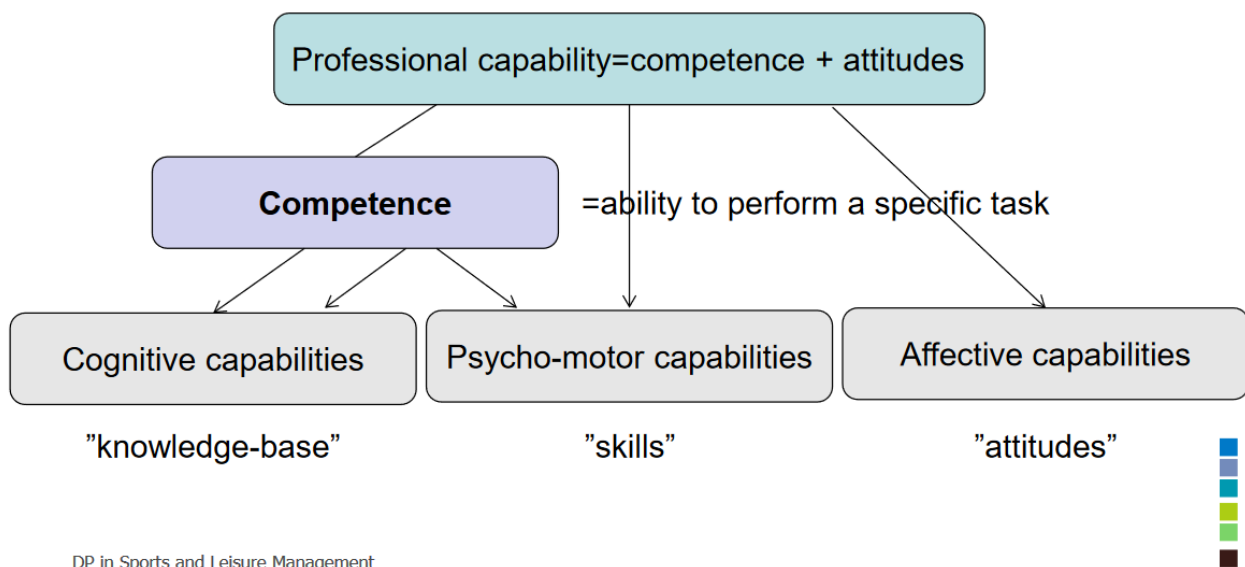 Professional capability=competence + attitudes
Competence
=ability to perform a specific task
Cognitive capabilities
Psycho-motor capabilities
Affective capabilities
”knowledge-base”
”skills”
”attitudes”
DP in Sports and Leisure Management